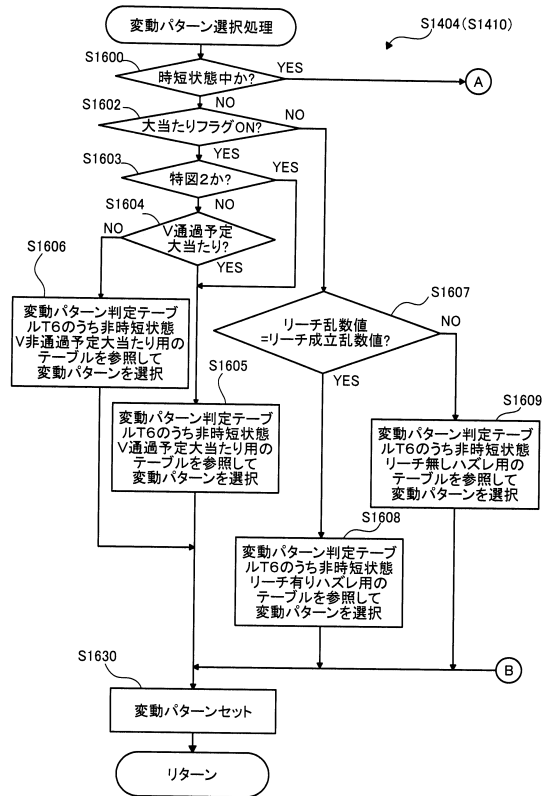 変動パターン選択処理
S1404(S1410)
S1600
時短状態中か?
YES
A
NO
S1602
大当たりフラグON?
NO
YES
S1603
特図2か?
YES
NO
S1604
V通過予定
大当たり?
NO
YES
S1606
変動パターン判定テーブ
ルT6のうち非時短状態
V非通過予定大当たり用の
テーブルを参照して
変動パターンを選択
S1607
リーチ乱数値
=リーチ成立乱数値?
NO
YES
S1605
変動パターン判定テーブ
ルT6のうち非時短状態
V通過予定大当たり用の
テーブルを参照して
変動パターンを選択
S1609
変動パターン判定テーブ
ルT6のうち非時短状態
リーチ無しハズレ用の
テーブルを参照して
変動パターンを選択
S1608
変動パターン判定テーブ
ルT6のうち非時短状態
リーチ有りハズレ用の
テーブルを参照して
変動パターンを選択
B
S1630
変動パターンセット
リターン